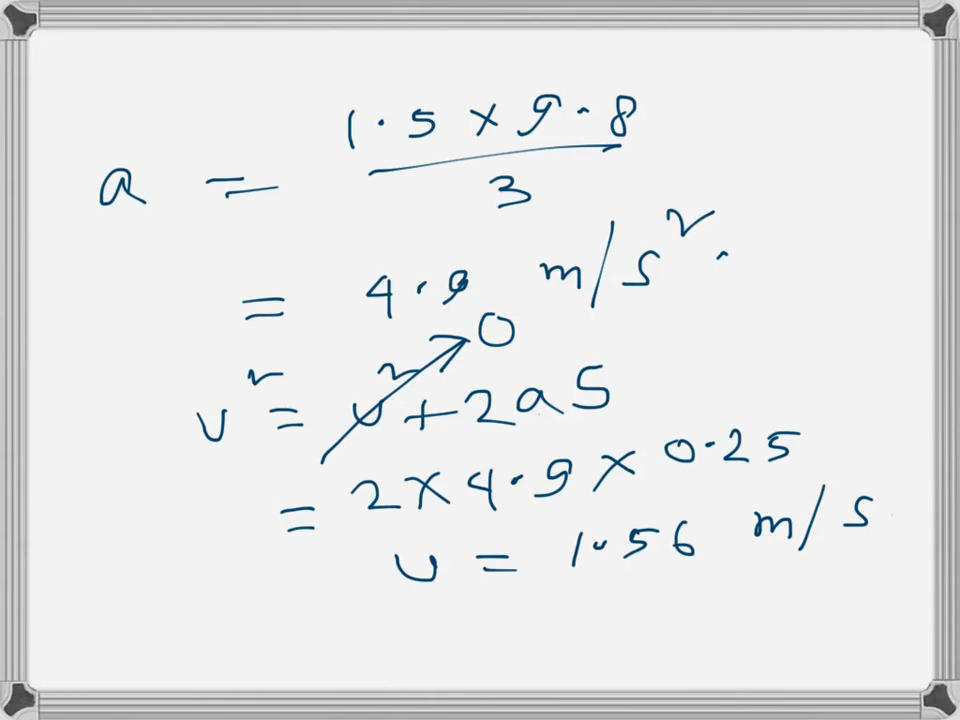 a = 1.5 × 9.8 / 3
= 4.9 m/s².
v² = u² + 2aS → 0
= 2 × 4.9 × 0.25
v = 1.56 m/s